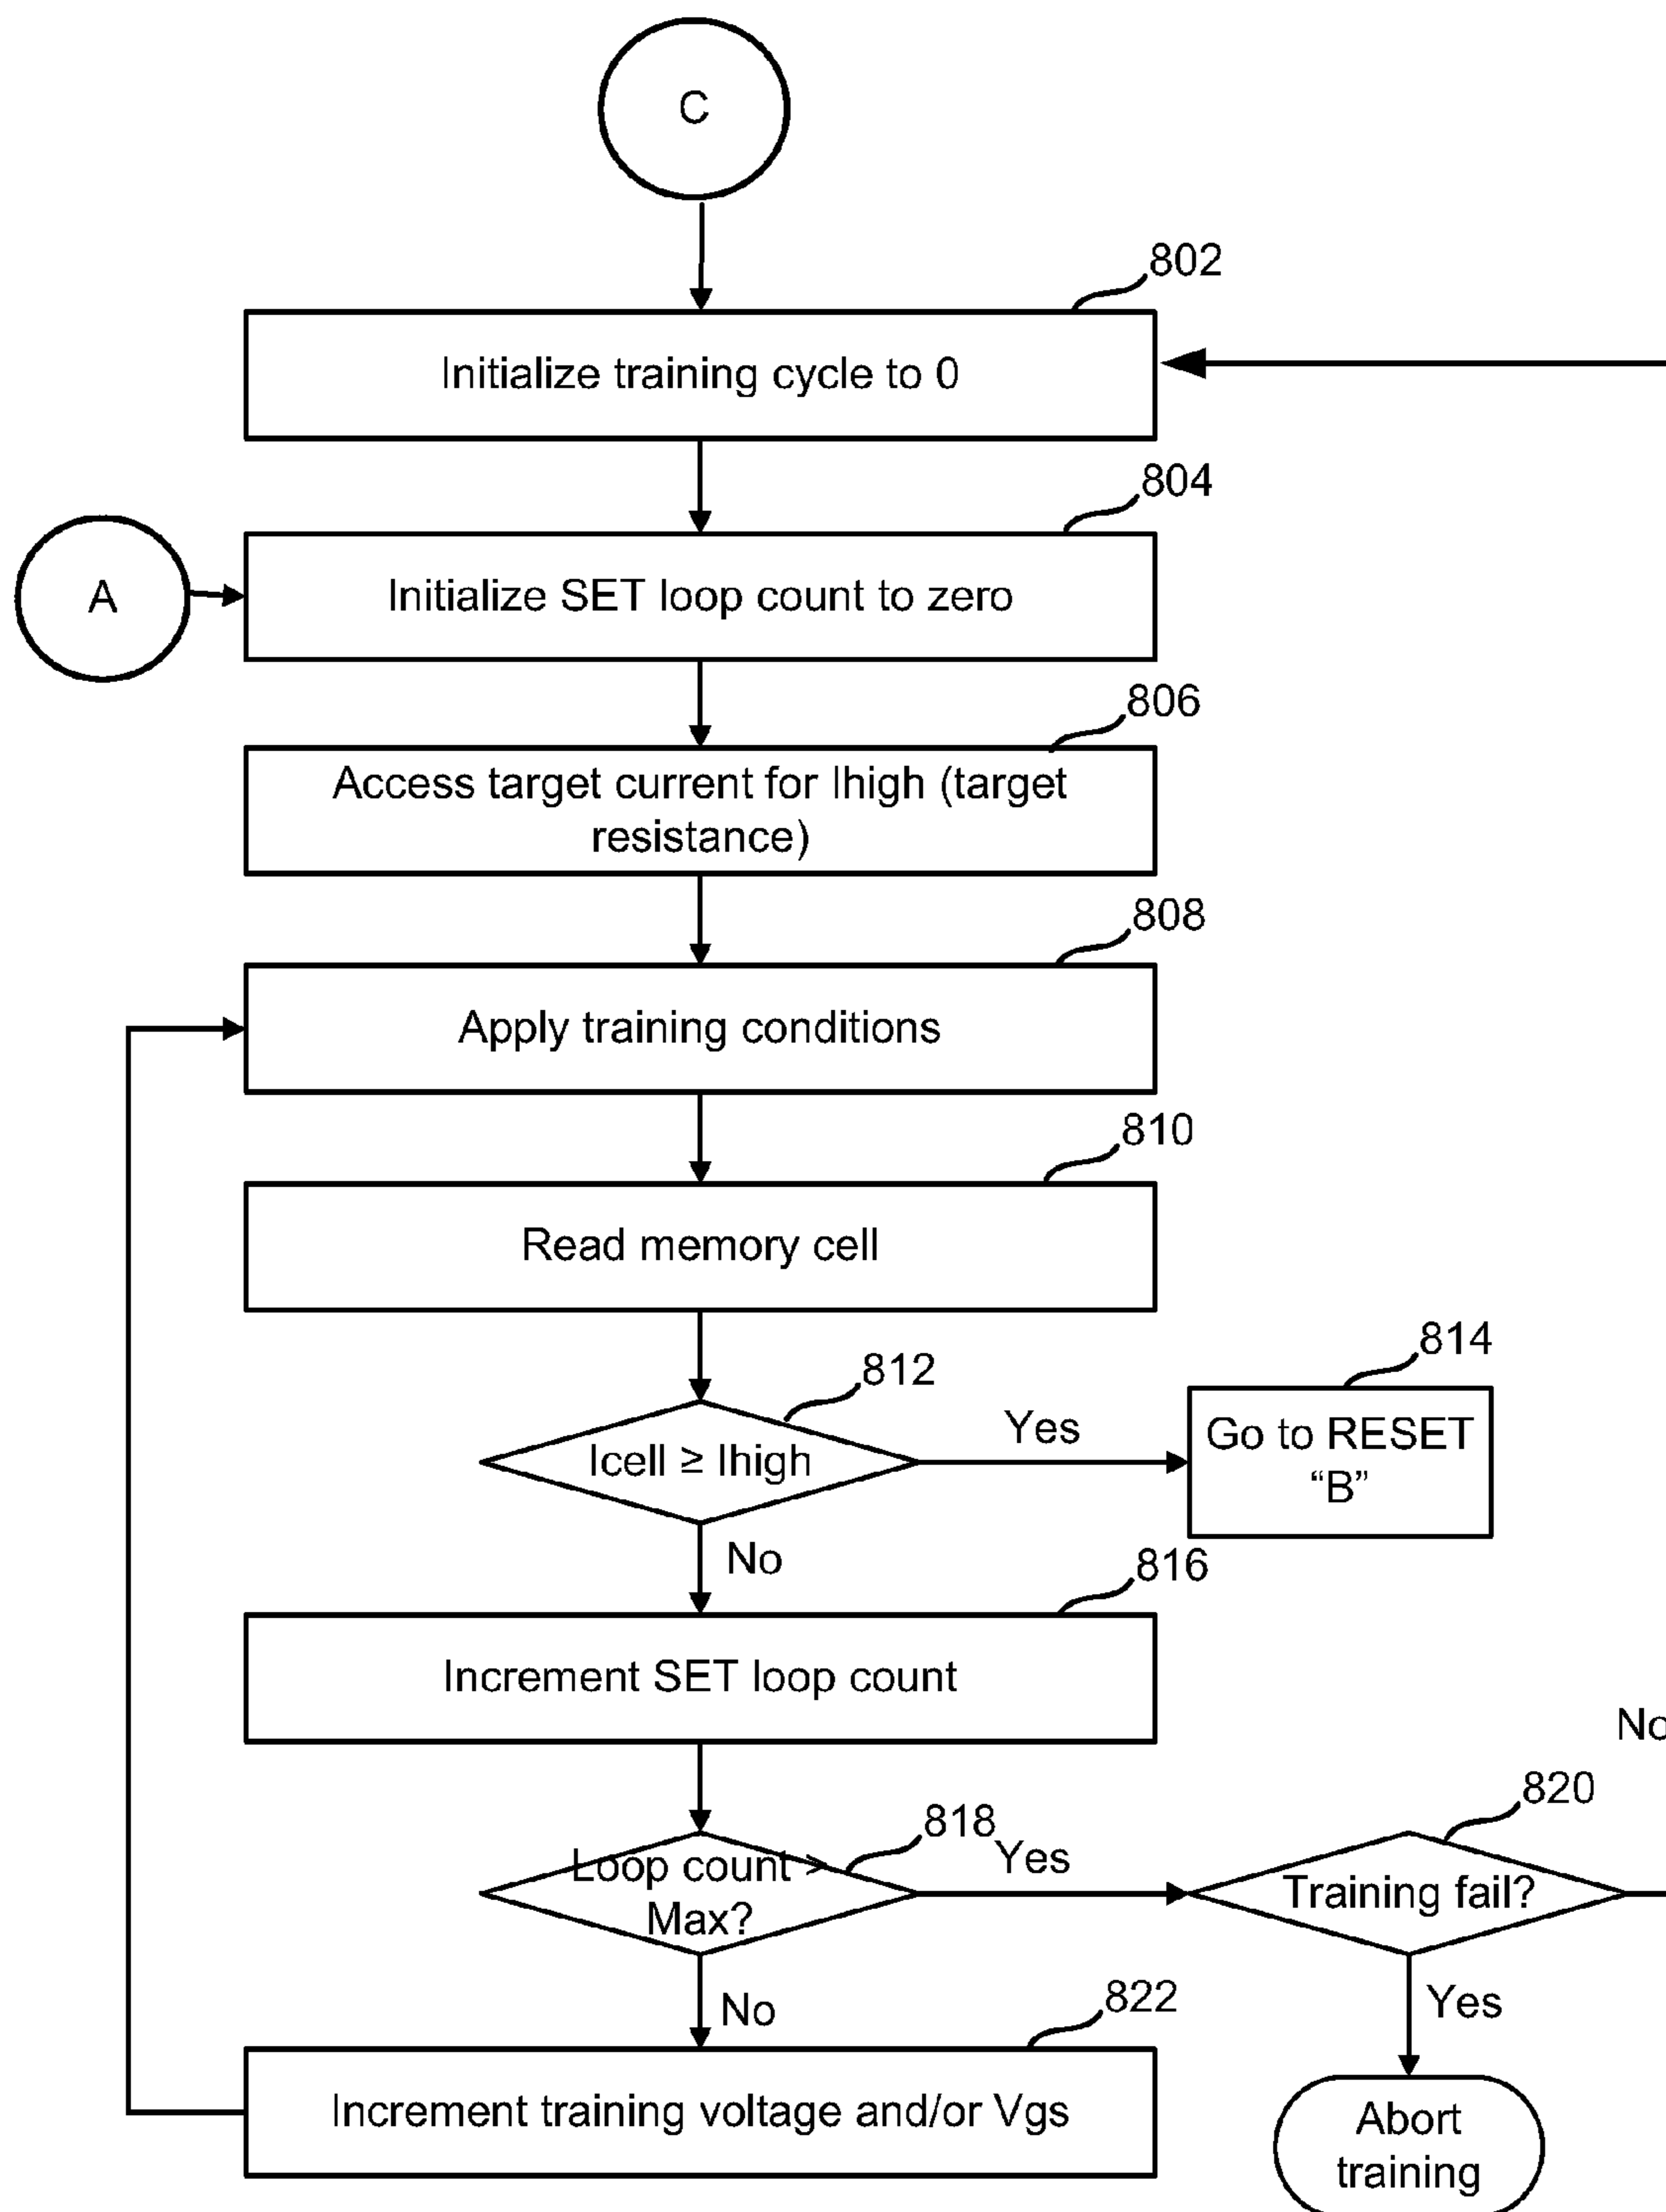 C
802
Initialize training cycle to 0
804
A
Initialize SET loop count to zero
806
Access target current for Ihigh (target
resistance)
808
Apply training conditions
810
Read memory cell
812
814
Icell ≥ Ihigh
Yes
Go to RESET
“B”
No
816
Increment SET loop count
No
820
818
Loop count >
Max?
Yes
Training fail?
No
822
Yes
Increment training voltage and/or Vgs
Abort
training